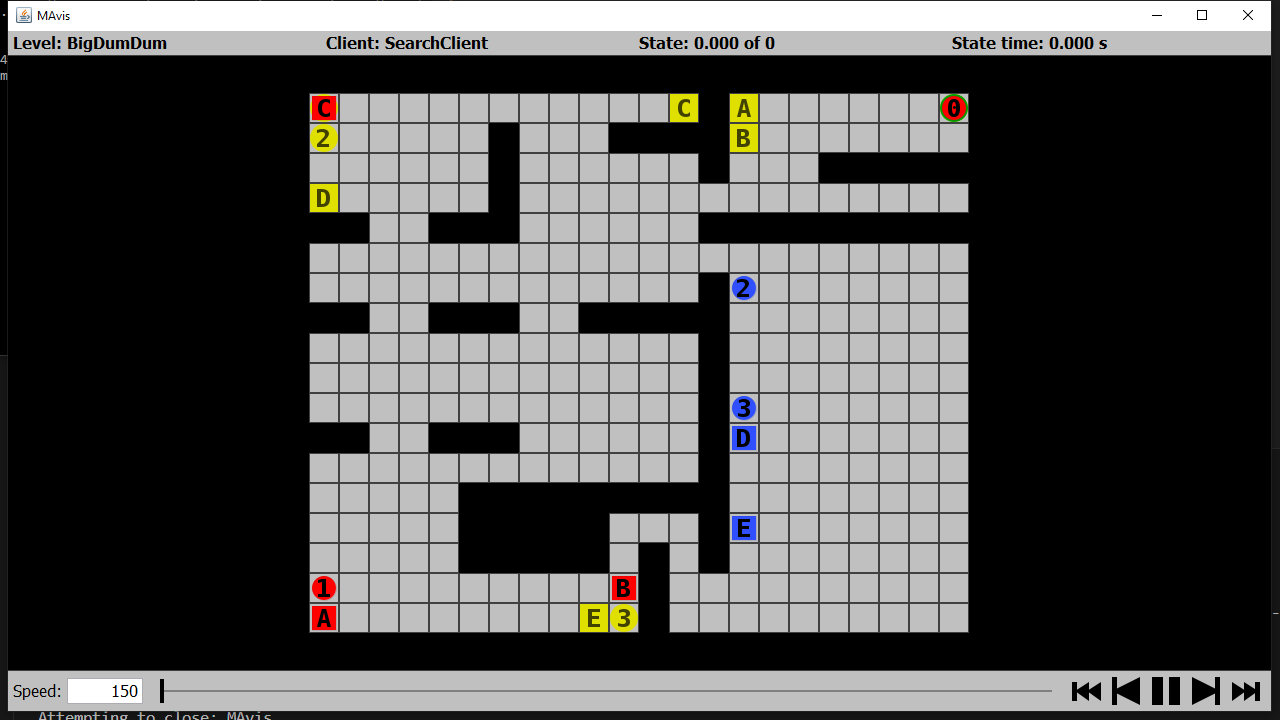 MAvis
Level: BigDumDum Client: SearchClient State: 0.000 of 0 State time: 0.000 s
4
m
C C A 0
2 B
D
2
3
D
E
1 B
A E 3
Speed: 150
Attempting to close: MAvis